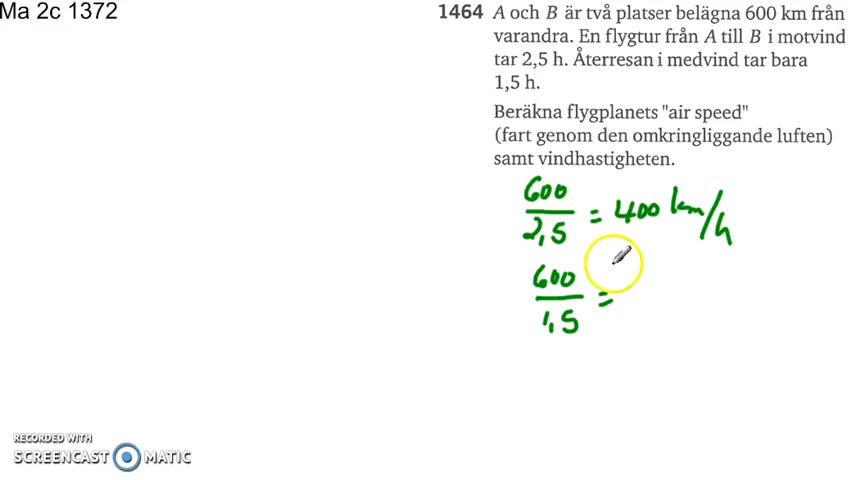 Ma 2c 1372
1464 A och B är två platser belägna 600 km från
varandra. En flygtur från A till B i motvind
tar 2,5 h. Återresan i medvind tar bara
1,5 h.
Beräkna flygplanets "air speed"
(fart genom den omkringliggande luften)
samt vindhastigheten.
600
2,5 = 400 km/h
600
1,5 =
RECORDED WITH
SCREENCAST MATIC